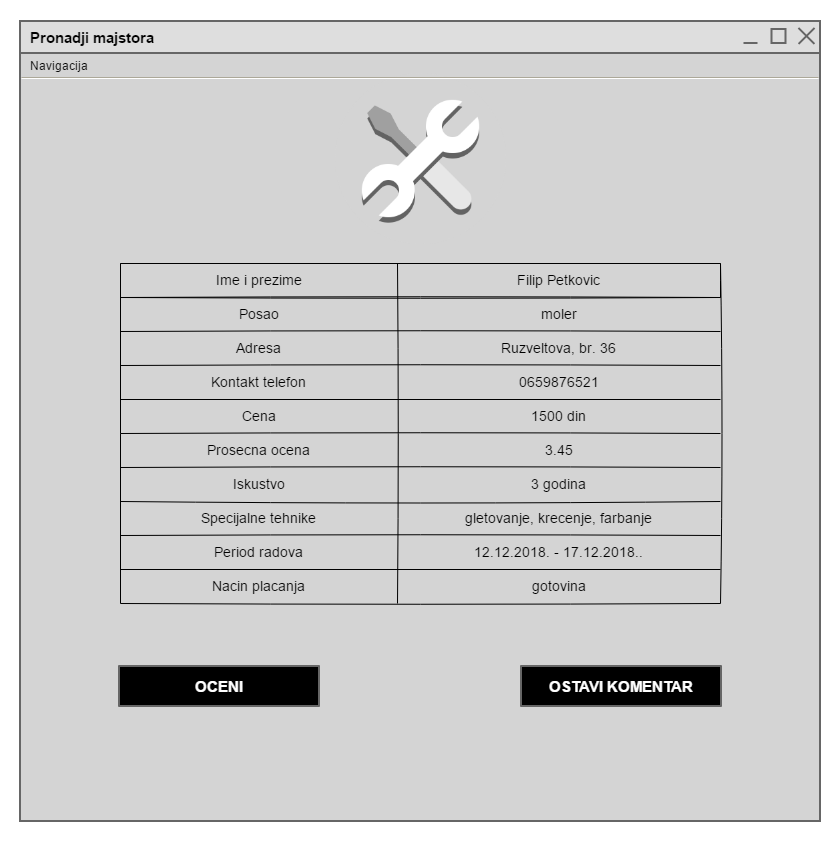 Pronadji majstora
Navigacija
Ime i prezime Filip Petkovic
Posao moler
Adresa Ruzveltova, br. 36
Kontakt telefon 0659876521
Cena 1500 din
Prosecna ocena 3.45
Iskustvo 3 godina
Specijalne tehnike gletovanje, krecenje, farbanje
Period radova 12.12.2018. - 17.12.2018..
Nacin placanja gotovina
OCENI OSTAVI KOMENTAR